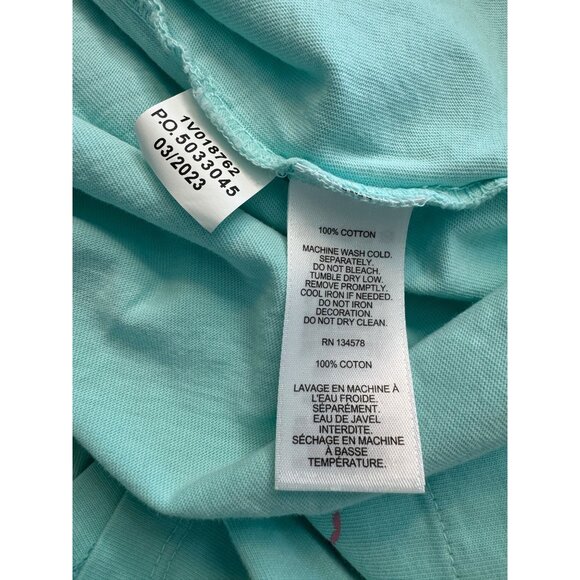 1V018762
P.O.5033045
03/2023
100% COTTON
MACHINE WASH COLD.
SEPARATELY.
DO NOT BLEACH.
TUMBLE DRY LOW.
REMOVE PROMPTLY.
COOL IRON IF NEEDED.
DO NOT IRON
DECORATION.
DO NOT DRY CLEAN.
RN 134578
100% COTON
LAVAGE EN MACHINE À
L'EAU FROIDE.
SÉPARÉMENT.
EAU DE JAVEL
INTERDITE.
SÉCHAGE EN MACHINE
À BASSE
TEMPÉRATURE.